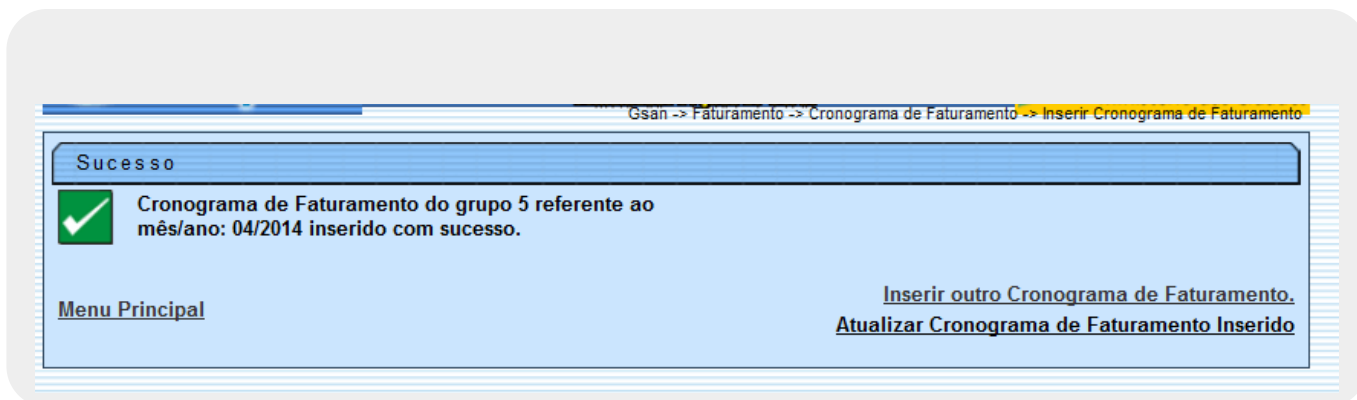 Gsan -> Faturamento -> Cronograma de Faturamento -> Inserir Cronograma de Faturamento
Sucesso
Cronograma de Faturamento do grupo 5 referente ao
mês/ano: 04/2014 inserido com sucesso.
Inserir outro Cronograma de Faturamento.
Menu Principal
Atualizar Cronograma de Faturamento Inserido